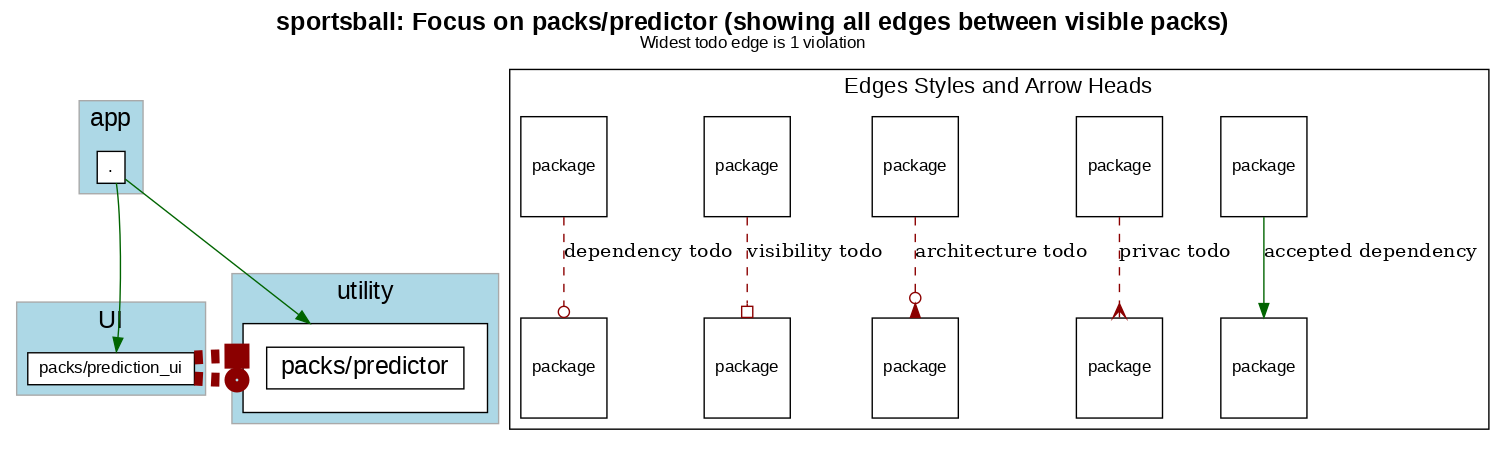 sportsball: Focus on packs/predictor (showing all edges between visible packs)
Widest todo edge is 1 violation
app
.
UI
packs/prediction_ui
utility
packs/predictor
Edges Styles and Arrow Heads
package
package
package
package
package
dependency todo
visibility todo
architecture todo
privac todo
accepted dependency
package
package
package
package
package